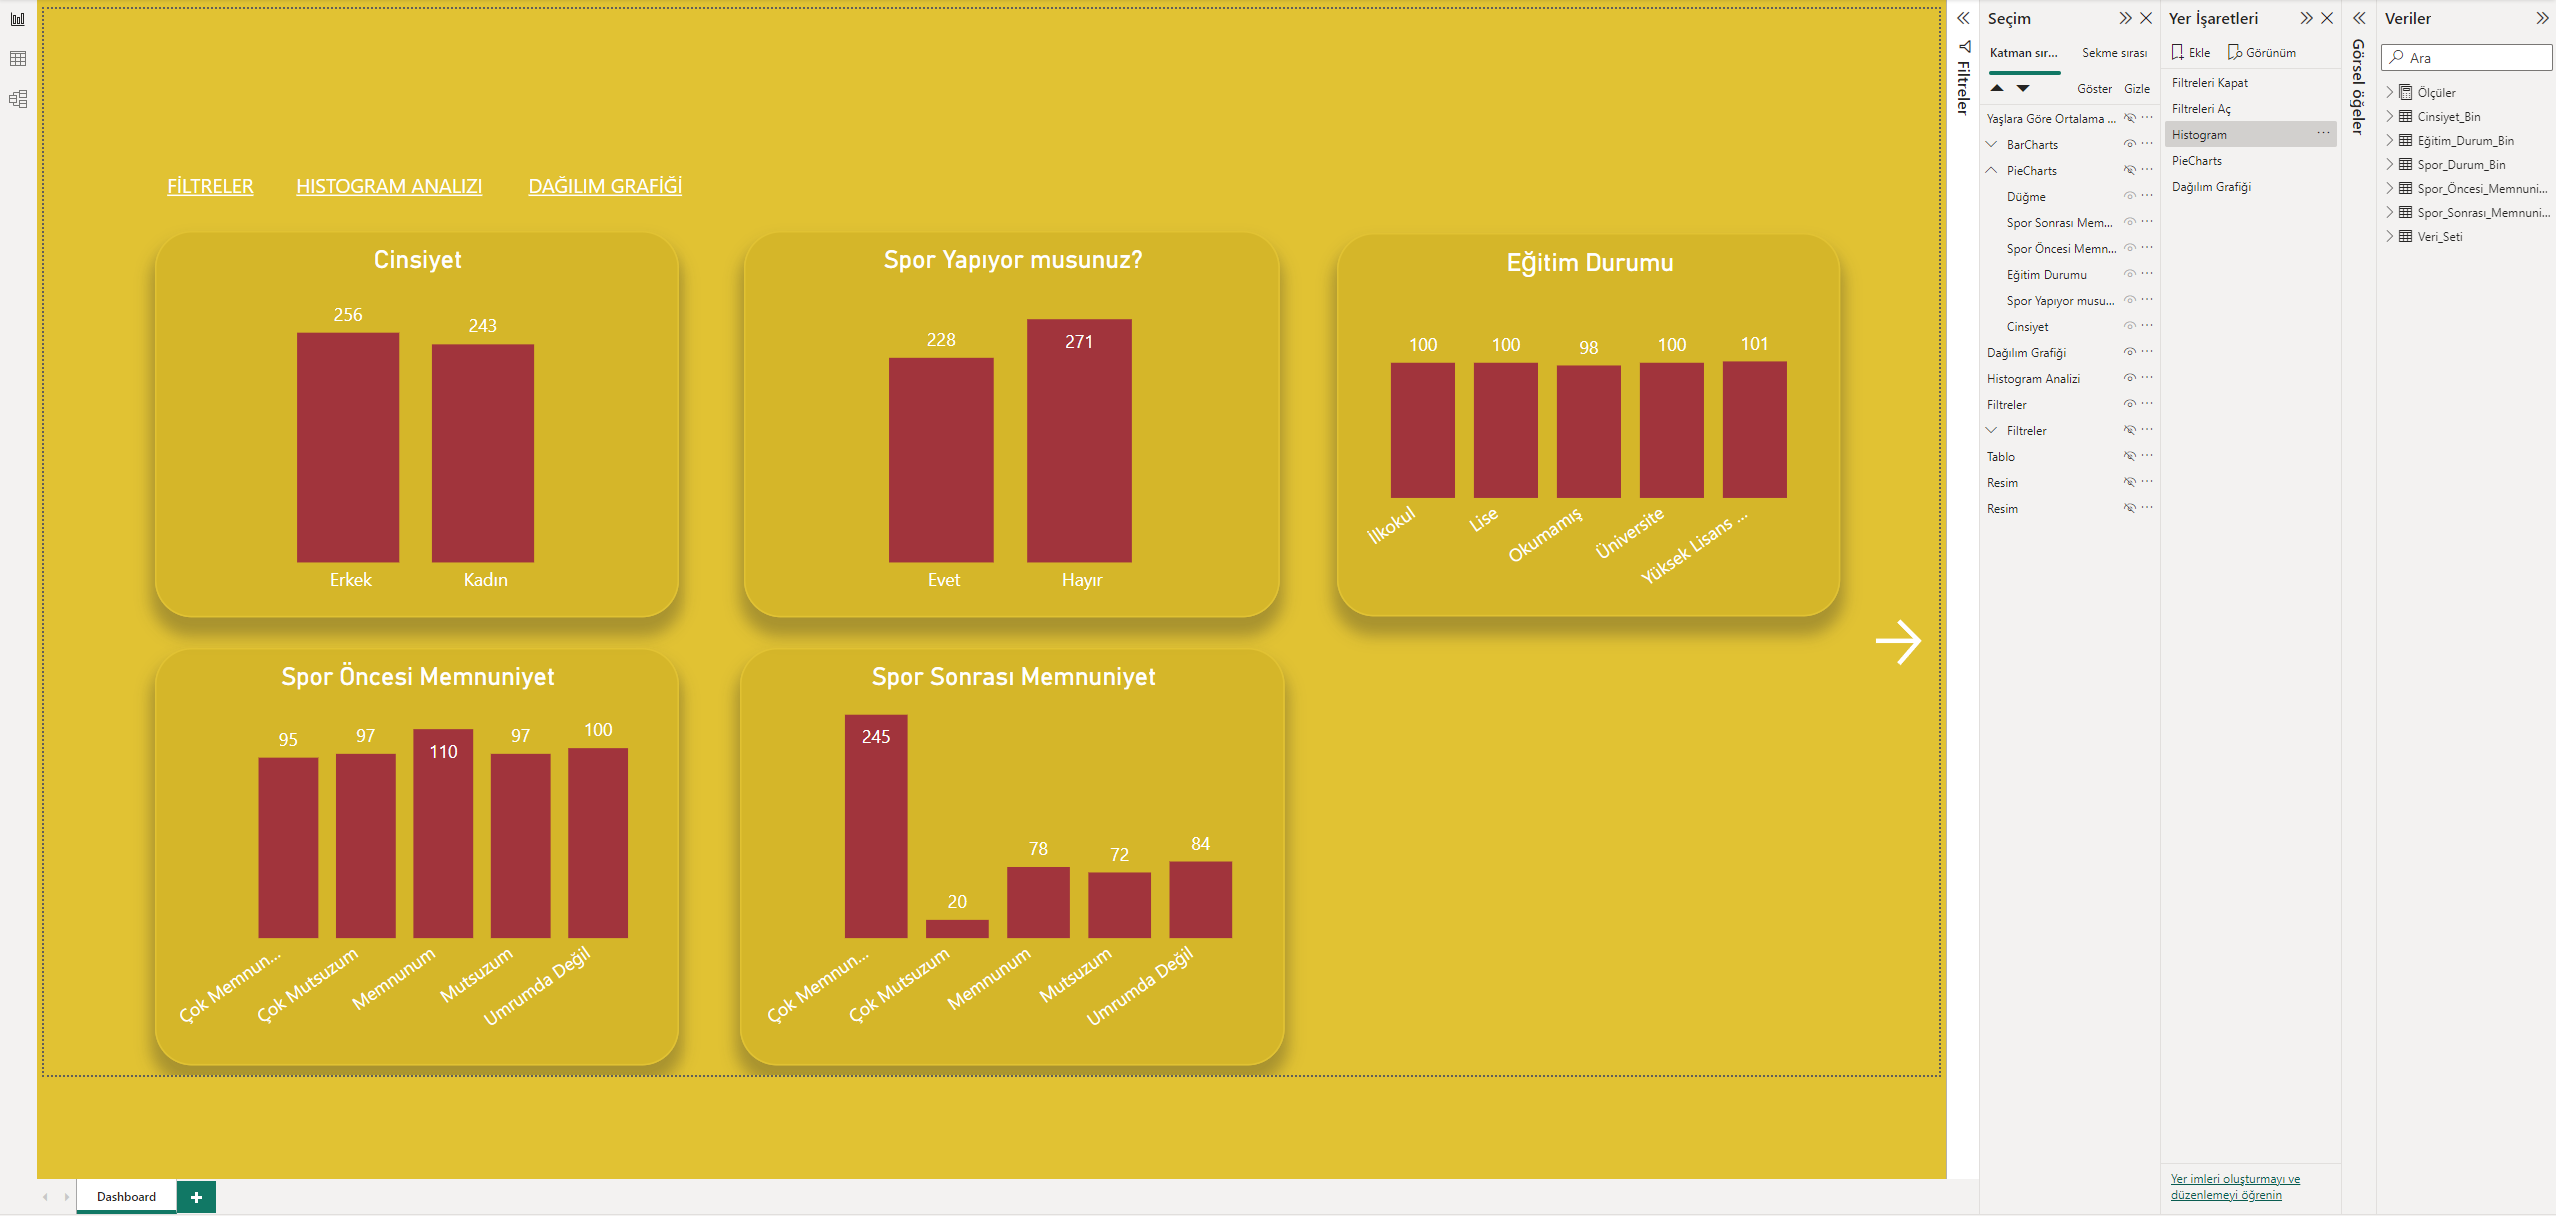 FİLTRELER HISTOGRAM ANALIZI DAĞILIM GRAFİĞİ
Cinsiyet
256
243
Erkek
Kadın
Spor Yapıyor musunuz?
228
271
Evet
Hayır
Eğitim Durumu
100
100
98
100
101
İlkokul
Lise
Okumamış
Üniversite
Yüksek Lisans ...
Spor Öncesi Memnuniyet
95
97
110
97
100
Çok Memnun...
Çok Mutsuzum
Memnunum
Mutsuzum
Umrumda Değil
Spor Sonrası Memnuniyet
245
20
78
72
84
Çok Memnun...
Çok Mutsuzum
Memnunum
Mutsuzum
Umrumda Değil
Dashboard
Filtreler
Seçim
Katman sır... Sekme sırası
Göster Gizle
Yaşlara Göre Ortalama ...
BarCharts
PieCharts
Düğme
Spor Sonrası Mem...
Spor Öncesi Memn...
Eğitim Durumu
Spor Yapıyor musu...
Cinsiyet
Dağılım Grafiği
Histogram Analizi
Filtreler
Filtreler
Tablo
Resim
Resim
Yer İşaretleri
Ekle Görünüm
Filtreleri Kapat
Filtreleri Aç
Histogram
PieCharts
Dağılım Grafiği
Yer imleri oluşturmayı ve
düzenlemeyi öğrenin
Görsel öğeler
Veriler
Ara
Ölçüler
Cinsiyet_Bin
Eğitim_Durum_Bin
Spor_Durum_Bin
Spor_Öncesi_Memnuni...
Spor_Sonrası_Memnuni...
Veri_Seti